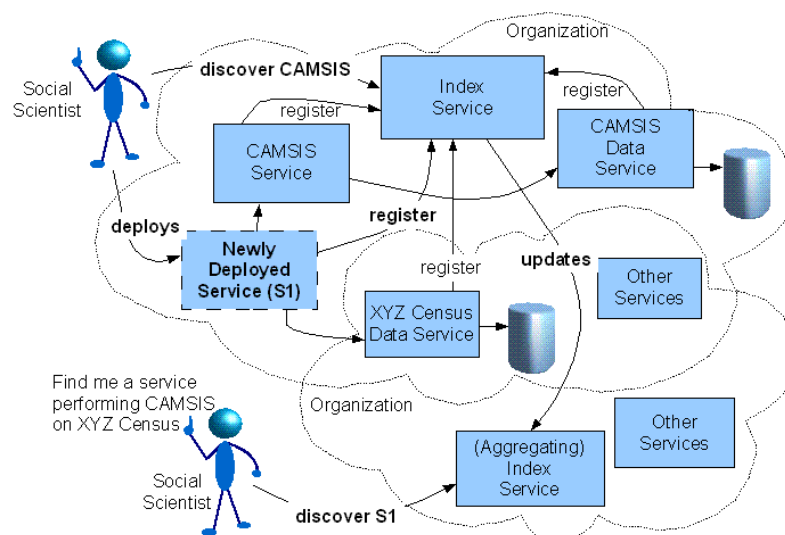 Organization
discover CAMSIS
Social
Scientist
Index
Service
register
register
CAMSIS
Service
CAMSIS
Data
Service
deploys
register
Newly
Deployed
Service (S1)
register
updates
Other
Services
XYZ Census
Data Service
Find me a service
performing CAMSIS
on XYZ Census
Organization
Other
Services
(Aggregating)
Index
Service
Social
Scientist
discover S1